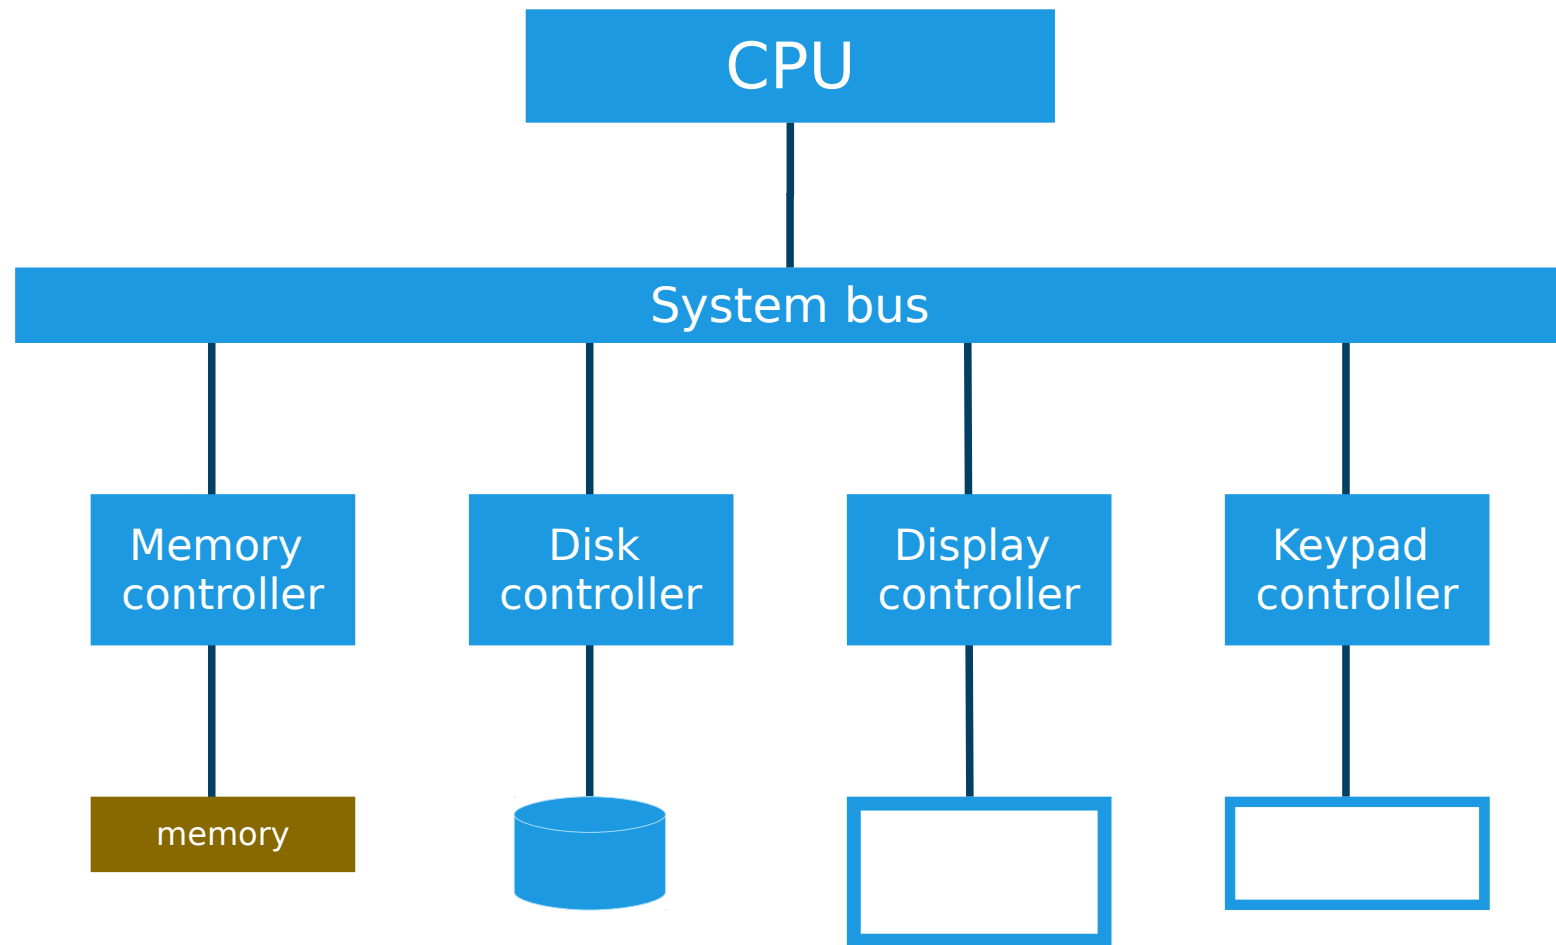 CPU
System bus
Memory
controller
Disk
controller
Display
controller
Keypad
controller
memory